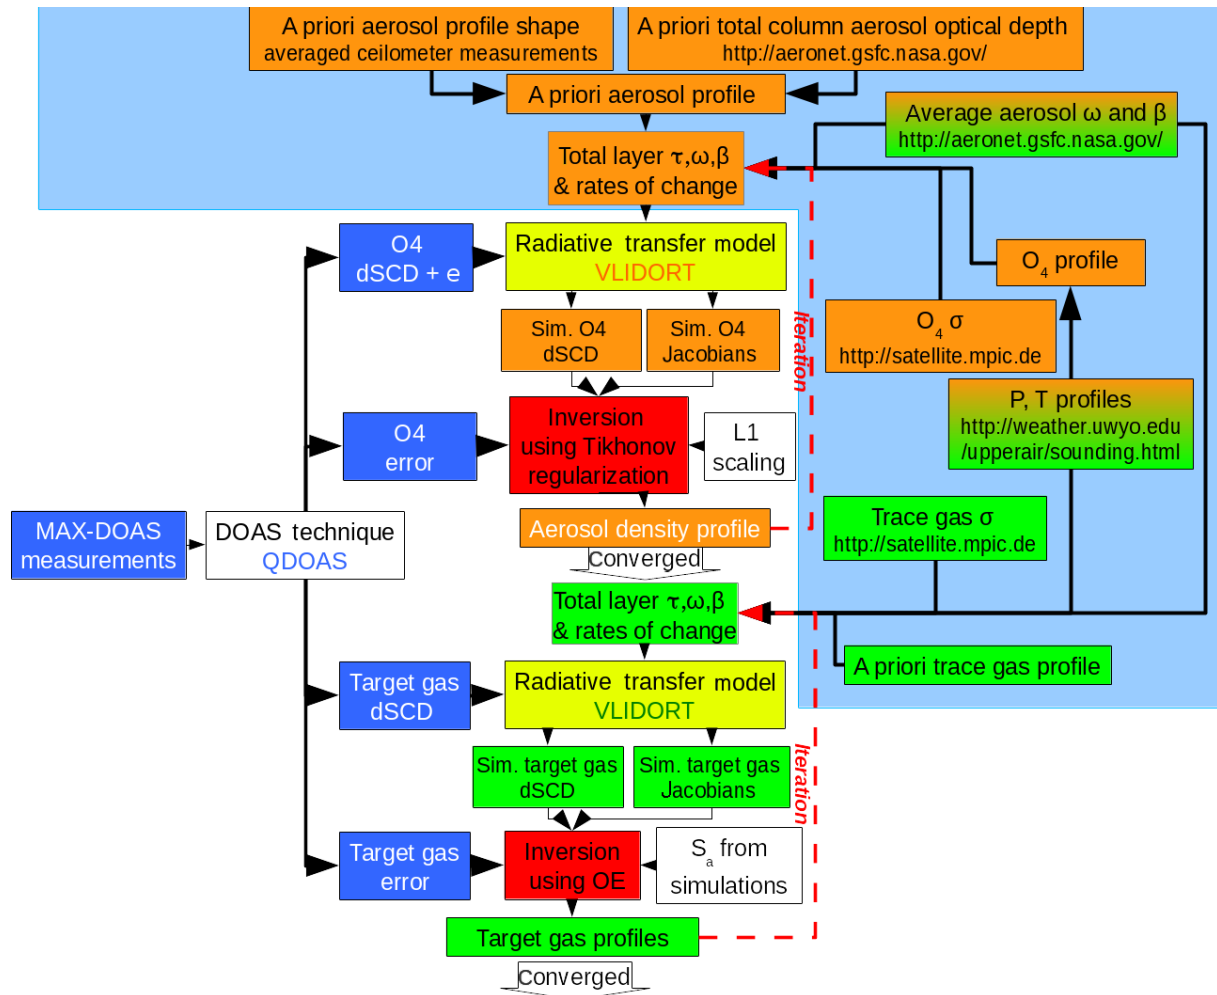 A priori aerosol profile shape
averaged ceilometer measurements
A priori total column aerosol optical depth
http://aeronet.gsfc.nasa.gov/
A priori aerosol profile
Average aerosol ω and β
http://aeronet.gsfc.nasa.gov/
Total layer τ,ω,β
& rates of change
O4
dSCD + e
Radiative transfer model
VLIDORT
O₄ profile
Sim. O4
dSCD
Sim. O4
Jacobians
Iteration
O₄ σ
http://satellite.mpic.de
P, T profiles
http://weather.uwyo.edu
/upperair/sounding.html
O4
error
Inversion
using Tikhonov
regularization
L1
scaling
MAX-DOAS
measurements
DOAS technique
QDOAS
Aerosol density profile
Converged
Trace gas σ
http://satellite.mpic.de
Total layer τ,ω,β
& rates of change
A priori trace gas profile
Target gas
dSCD
Radiative transfer model
VLIDORT
Sim. target gas
dSCD
Sim. target gas
Jacobians
Iteration
Target gas
error
Inversion
using OE
Sₐ from
simulations
Target gas profiles
Converged